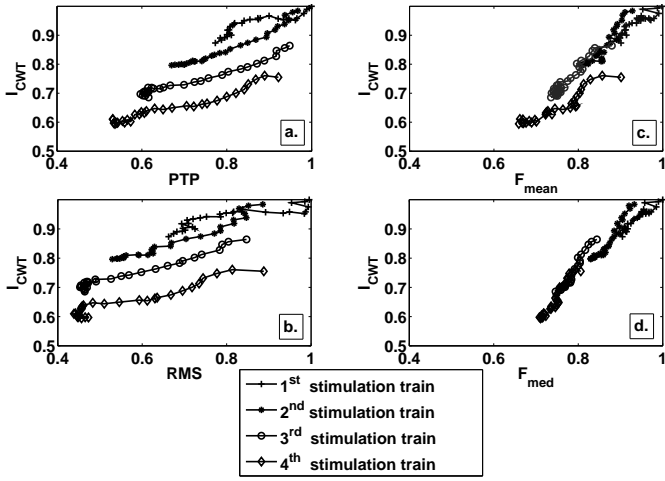 0.9
0.8
0.7
0.6
0.5
I_CWT
0.4 0.6 0.8 1
PTP
a.
0.9
0.8
0.7
0.6
0.5
I_CWT
0.4 0.6 0.8 1
F_mean
c.
0.9
0.8
0.7
0.6
0.5
I_CWT
0.4 0.6 0.8 1
RMS
b.
0.9
0.8
0.7
0.6
0.5
I_CWT
0.4 0.6 0.8 1
F_med
d.
1st stimulation train
2nd stimulation train
3rd stimulation train
4th stimulation train